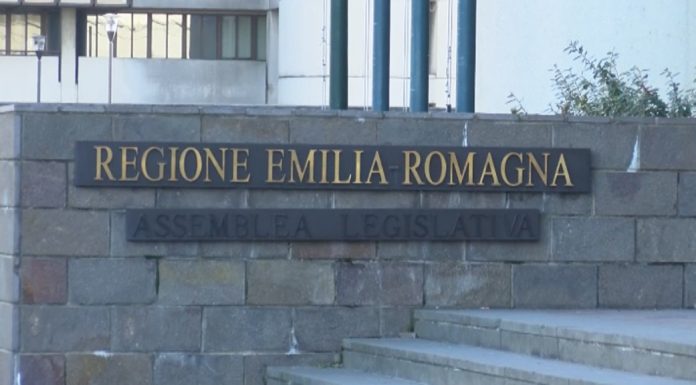 REGIONE EMILIA-ROMAGNA
ASSEMBLEA LEGISLATIVA